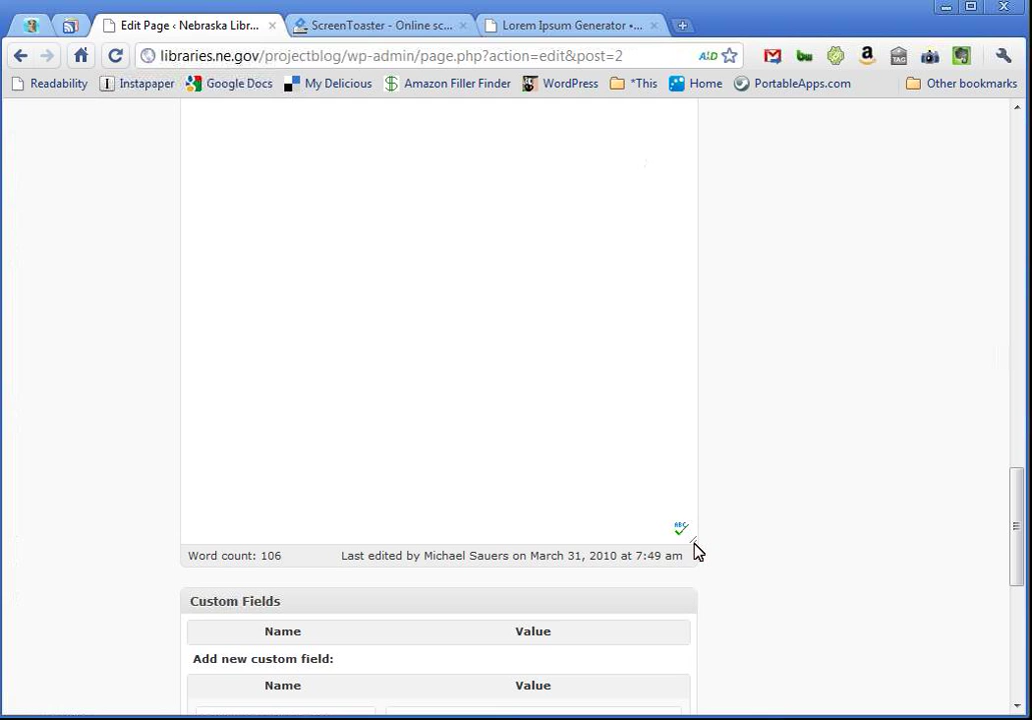 Edit Page ‹ Nebraska Libr...
ScreenToaster - Online sc...
Lorem Ipsum Generator •...
libraries.ne.gov/projectblog/wp-admin/page.php?action=edit&post=2
Readability
Instapaper
Google Docs
My Delicious
Amazon Filler Finder
WordPress
*This
Home
PortableApps.com
Other bookmarks
ABC
Word count: 106
Last edited by Michael Sauers on March 31, 2010 at 7:49 am
Custom Fields
Name Value
Add new custom field:
Name Value